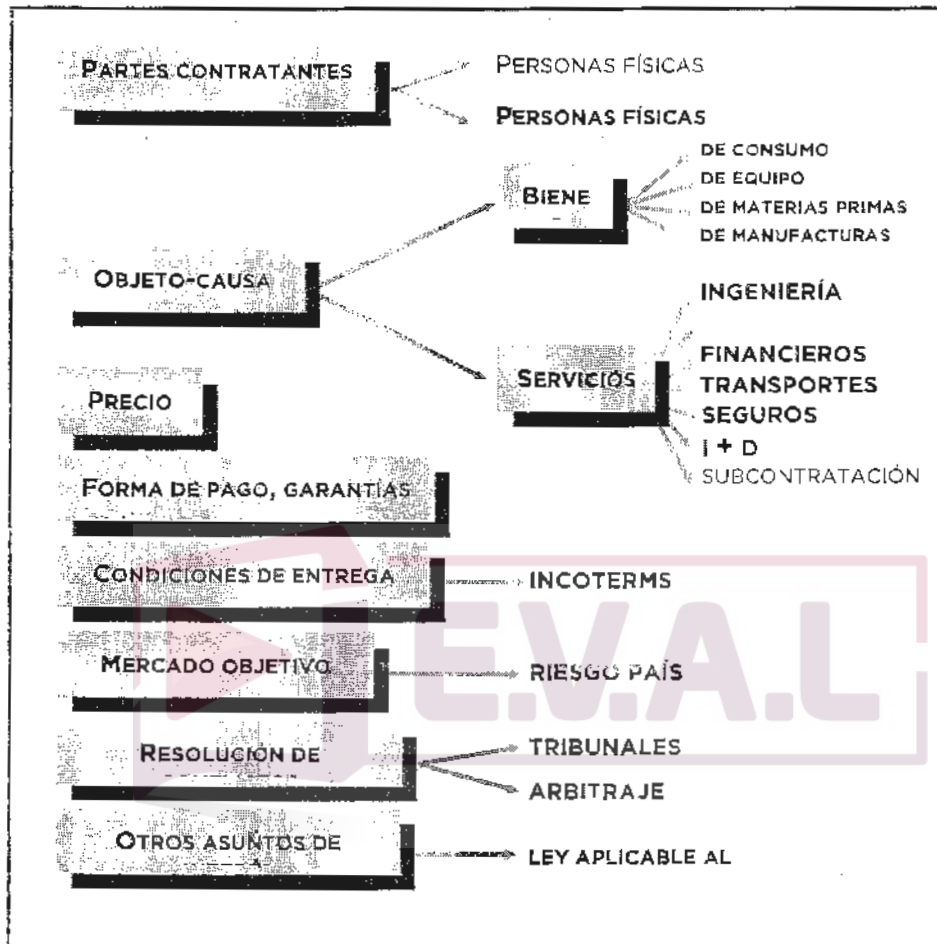 PARTES CONTRATANTES
PERSONAS FÍSICAS
PERSONAS FÍSICAS
OBJETO-CAUSA
BIENE
DE CONSUMO
DE EQUIPO
DE MATERIAS PRIMAS
DE MANUFACTURAS
SERVICIOS
INGENIERÍA
FINANCIEROS
TRANSPORTES
SEGUROS
I + D
SUBCONTRATACIÓN
PRECIO
FORMA DE PAGO, GARANTÍAS
CONDICIONES DE ENTREGA
INCOTERMS
MERCADO OBJETIVO
RIESGO PAÍS
RESOLUCIÓN DE
TRIBUNALES
ARBITRAJE
OTROS ASUNTOS DE
LEY APLICABLE AL
E.V.A.L